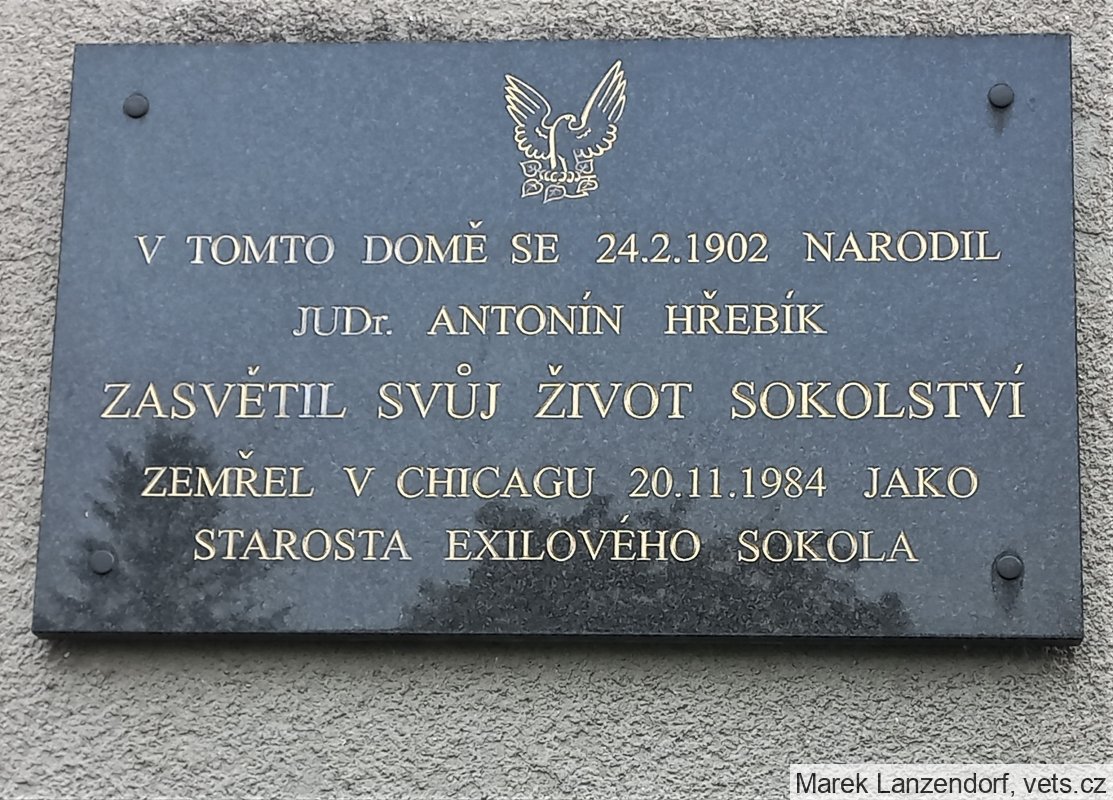 V TOMTO DOMĚ SE 24.2.1902 NARODIL
JUDr. ANTONÍN HŘEBÍK
ZASVĚTIL SVŮJ ŽIVOT SOKOLSTVÍ
ZEMŘEL V CHICAGU 20.11.1984 JAKO
STAROSTA EXILOVÉHO SOKOLA
Marek Lanzendorf, vets.cz